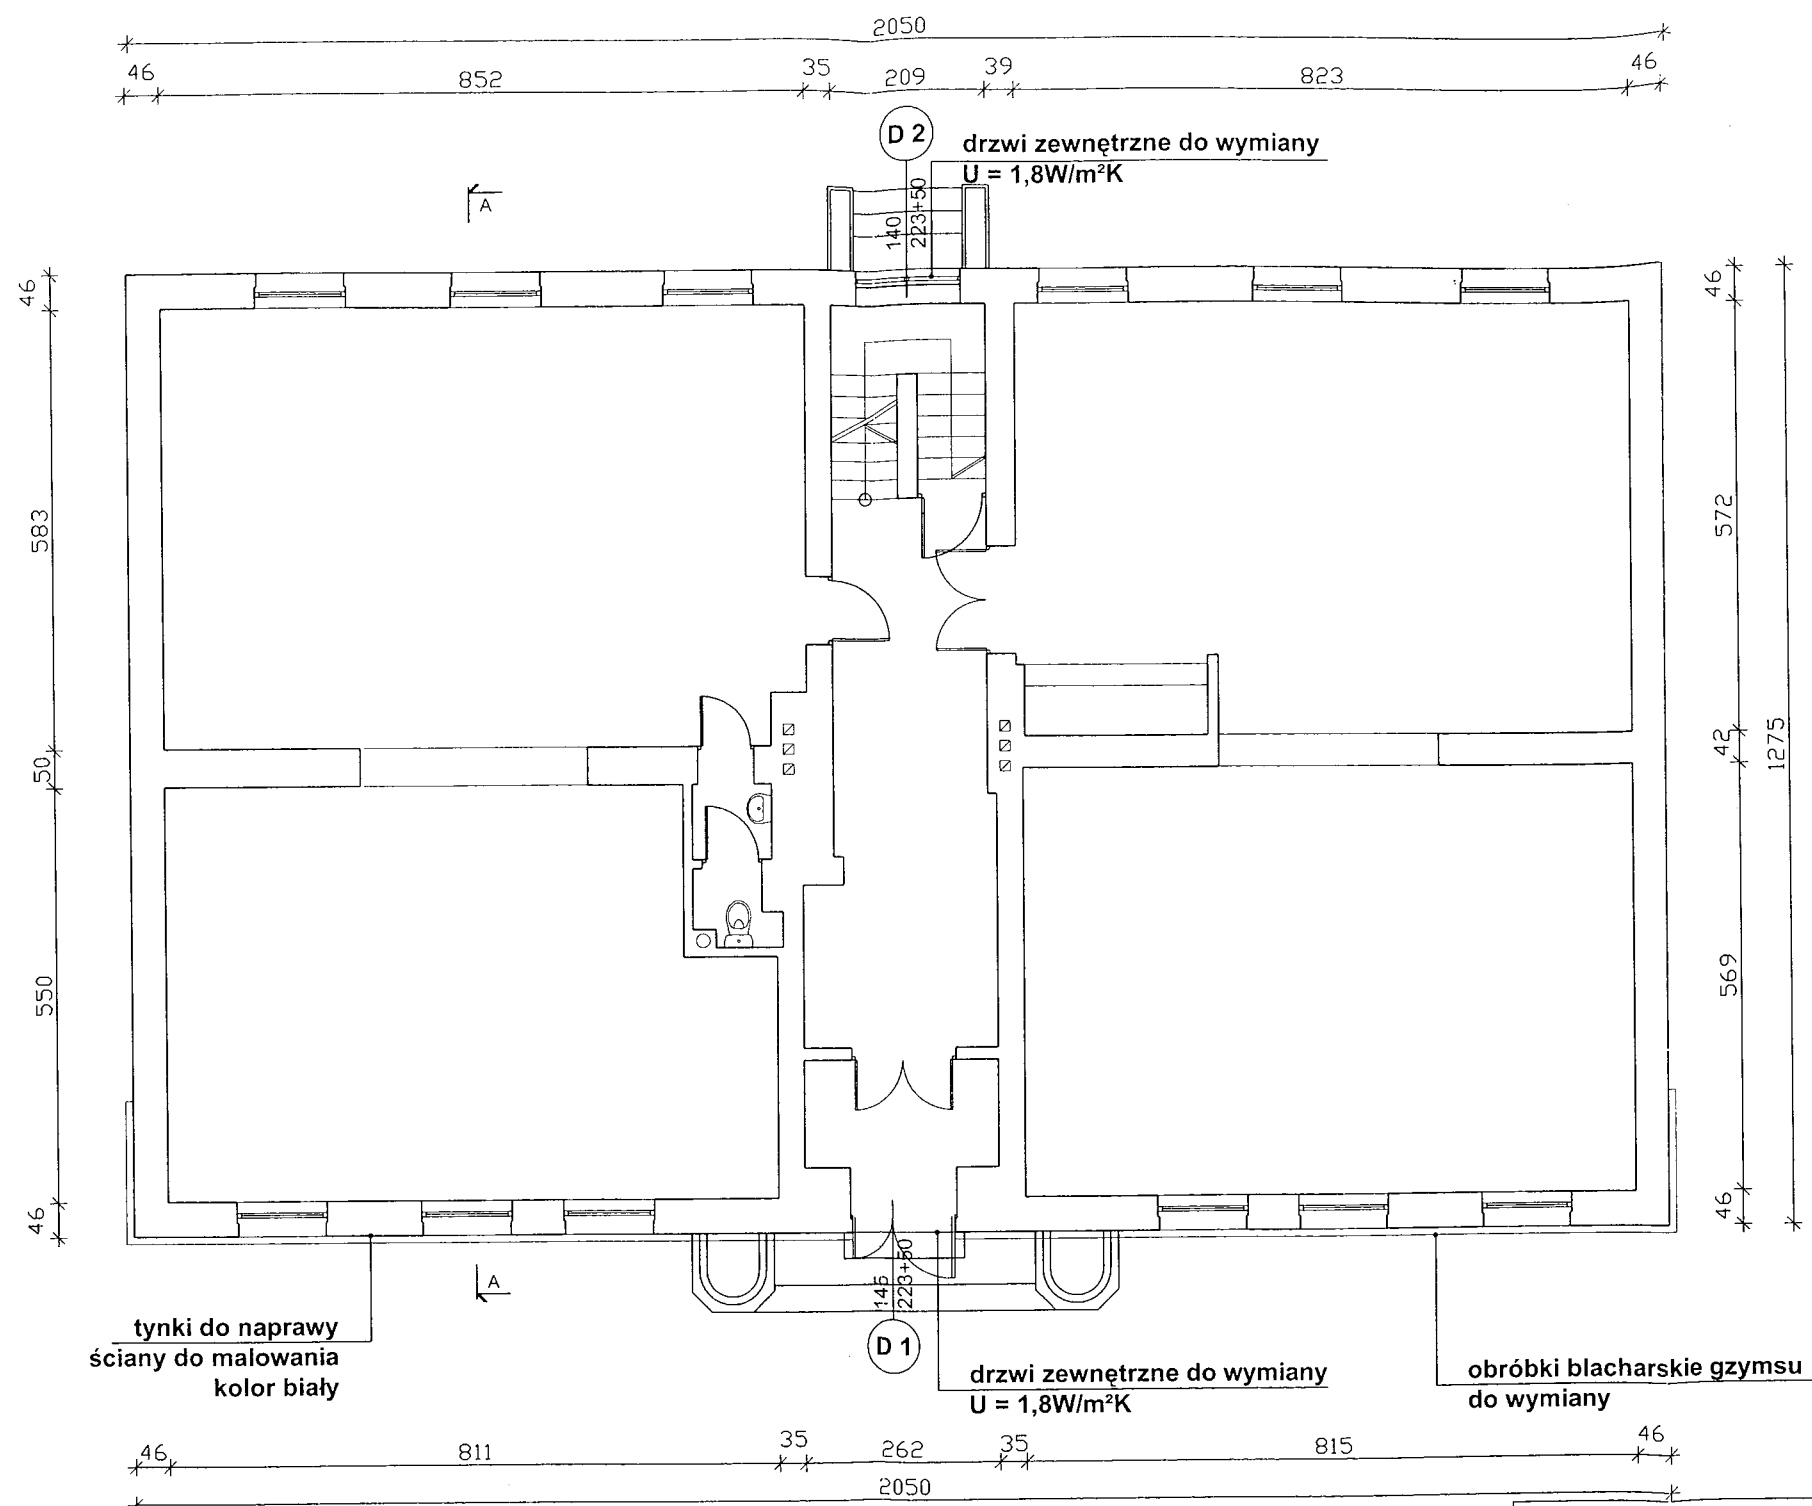 2050
46 852 35 209 39 823 46
D 2
drzwi zewnętrzne do wymiany
U = 1,8W/m²K
A
140
223+50
46
583
50
550
46
46
572
42
569
46
1275
A
146
223+50
D 1
tynki do naprawy
ściany do malowania
kolor biały
drzwi zewnętrzne do wymiany
U = 1,8W/m²K
obróbki blacharskie gzymsu
do wymiany
46 811 35 262 35 815 46
2050